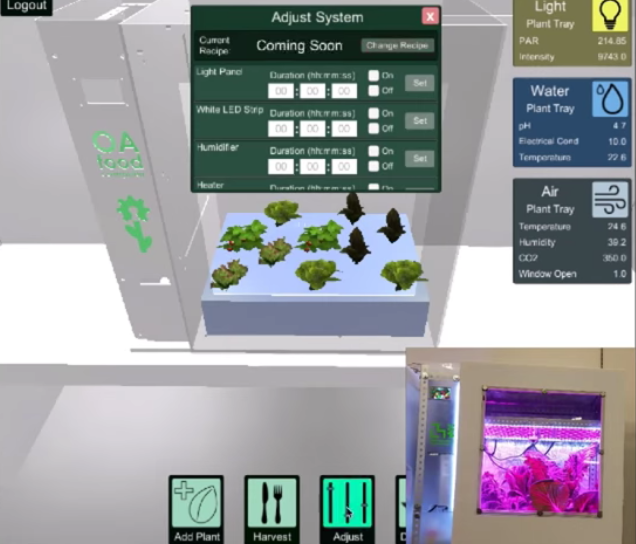 Logout
Adjust System
X
Current Recipe:
Coming Soon
Change Recipe
Light Panel
Duration (hh:mm:ss)
00 : 00 : 00
On
Off
Set
White LED Strip
Duration (hh:mm:ss)
00 : 00 : 00
On
Off
Set
Humidifier
Duration (hh:mm:ss)
00 : 00 : 00
On
Off
Set
Heater
Duration (hh:mm:ss)
On
Light
Plant Tray
PAR 214.65
Intensity 9743.0
Water
Plant Tray
pH 4.7
Electrical Cond 10.0
Temperature 22.6
Air
Plant Tray
Temperature 24.6
Humidity 39.2
CO2 350.0
Window Open 1.0
food
Add Plant
Harvest
Adjust
D